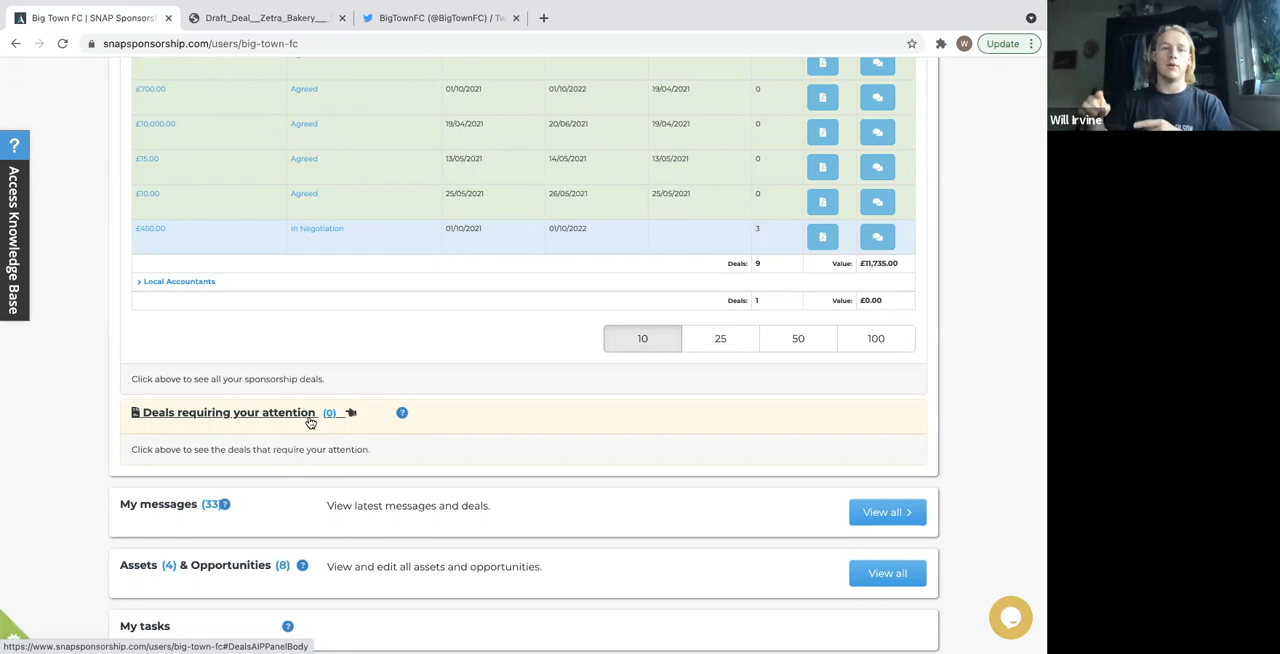 Big Town FC | SNAP Sponsors
Draft_Deal__Zetra_Bakery__
BigTownFC (@BigTownFC) / Tw
snapsponsorship.com/users/big-town-fc
W
Update
Will Irvine
? Access Knowledge Base
£700.00 Agreed 01/10/2021 01/10/2022 19/04/2021 0
£10,000.00 Agreed 19/04/2021 20/06/2021 19/04/2021 0
£15.00 Agreed 13/05/2021 14/05/2021 13/05/2021 0
£10.00 Agreed 25/05/2021 26/05/2021 25/05/2021 0
£450.00 In Negotiation 01/10/2021 01/10/2022 3
Deals: 9 Value: £11,735.00
> Local Accountants
Deals: 1 Value: £0.00
10 25 50 100
Click above to see all your sponsorship deals.
Deals requiring your attention (0) ?
Click above to see the deals that require your attention.
My messages (33) ? View latest messages and deals. View all >
Assets (4) & Opportunities (8) ? View and edit all assets and opportunities. View all
My tasks ?
https://www.snapsponsorship.com/users/big-town-fc#DealsAIPPanelBody